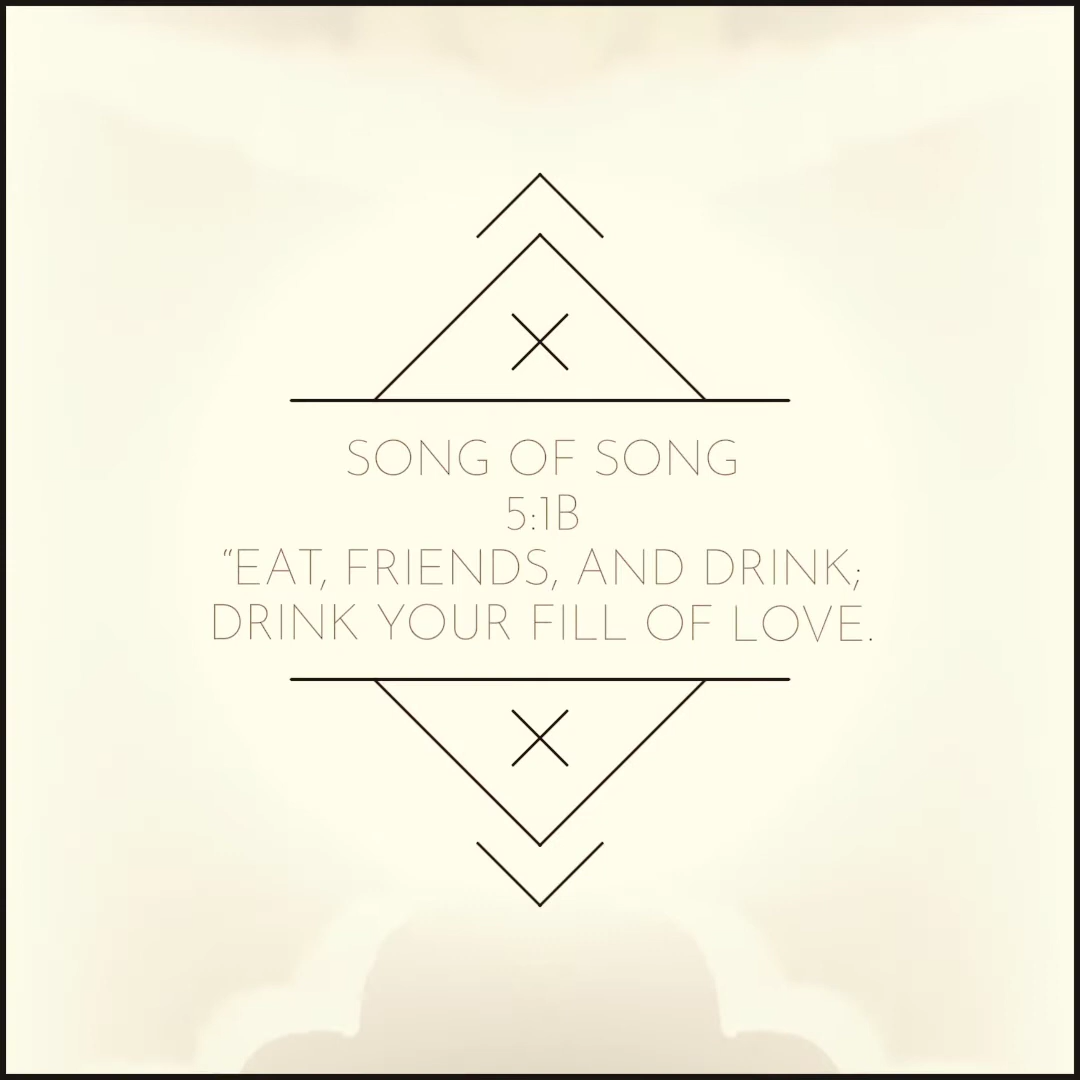 SONG OF SONG
5:1B
“EAT, FRIENDS, AND DRINK;
DRINK YOUR FILL OF LOVE.